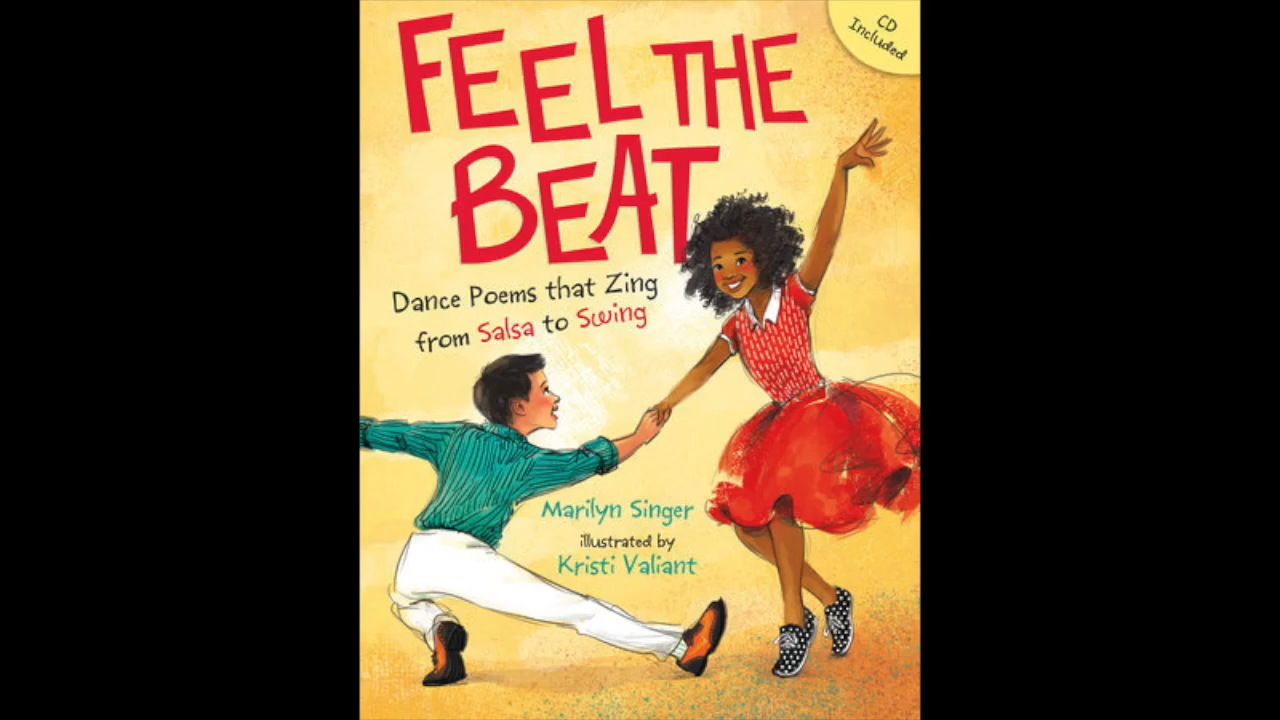 FEEL THE
BEAT
CD
Included
Dance Poems that Zing
from Salsa to Swing
Marilyn Singer
illustrated by
Kristi Valiant